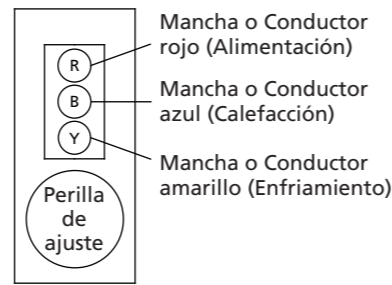 Mancha o Conductor
rojo (Alimentación)
R
B
Mancha o Conductor
azul (Calefacción)
Y
Mancha o Conductor
amarillo (Enfriamiento)
Perilla
de
ajuste